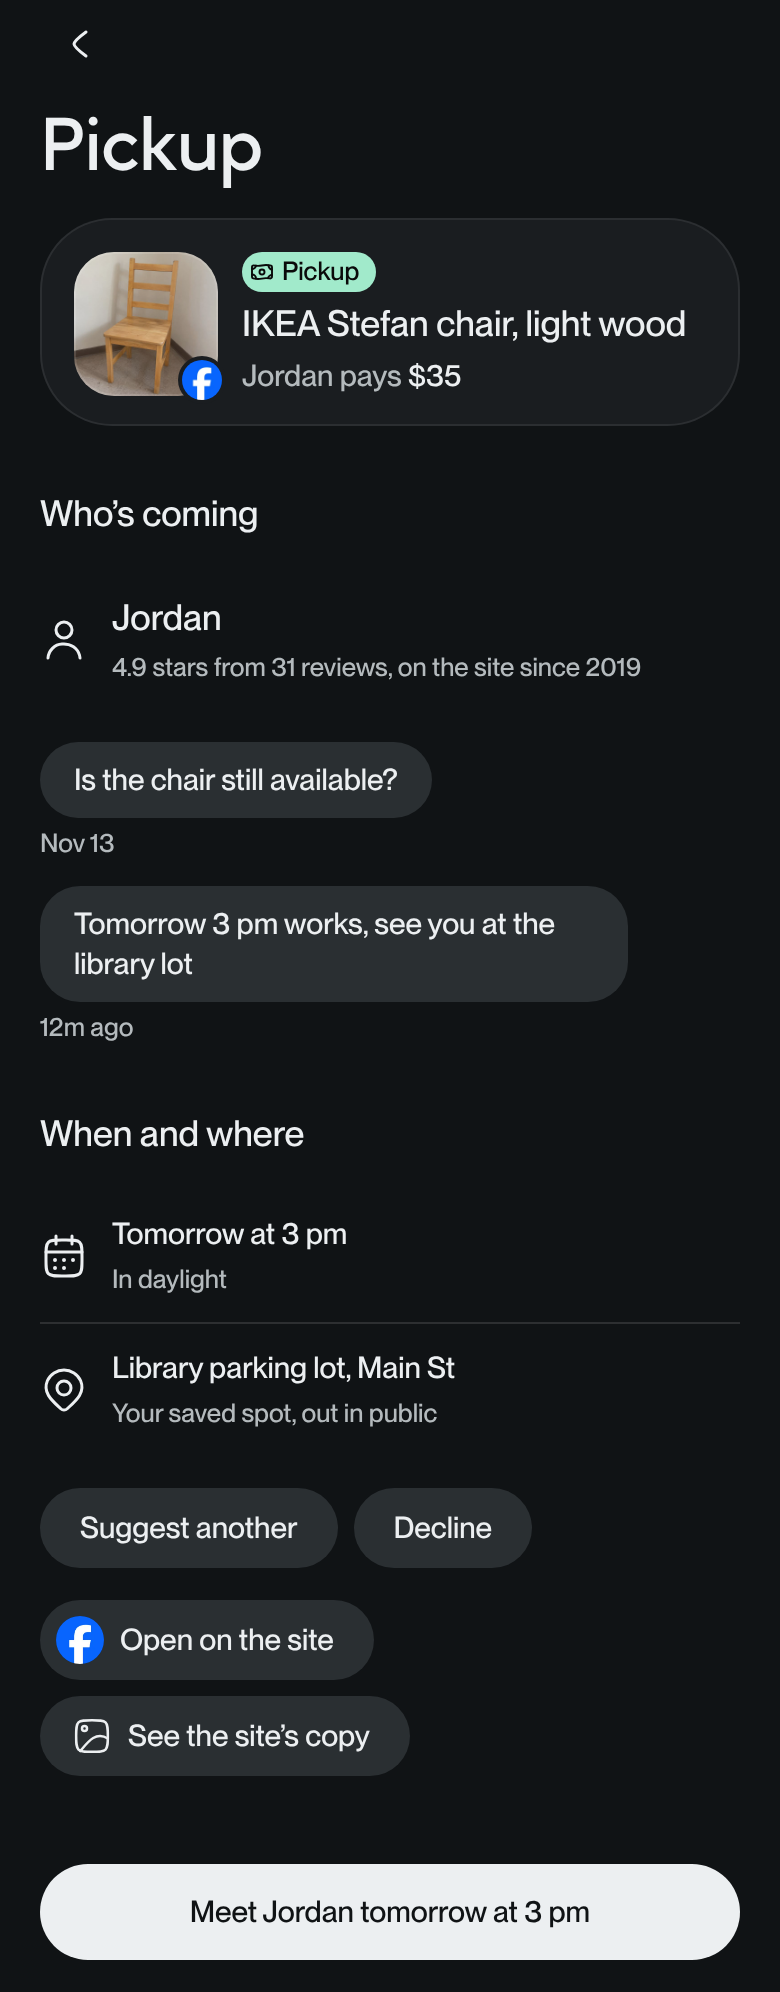 Pickup
Pickup
IKEA Stefan chair, light wood
Jordan pays $35
Who’s coming
Jordan
4.9 stars from 31 reviews, on the site since 2019
Is the chair still available?
Nov 13
Tomorrow 3 pm works, see you at the
library lot
12m ago
When and where
Tomorrow at 3 pm
In daylight
Library parking lot, Main St
Your saved spot, out in public
Suggest another
Decline
Open on the site
See the site’s copy
Meet Jordan tomorrow at 3 pm